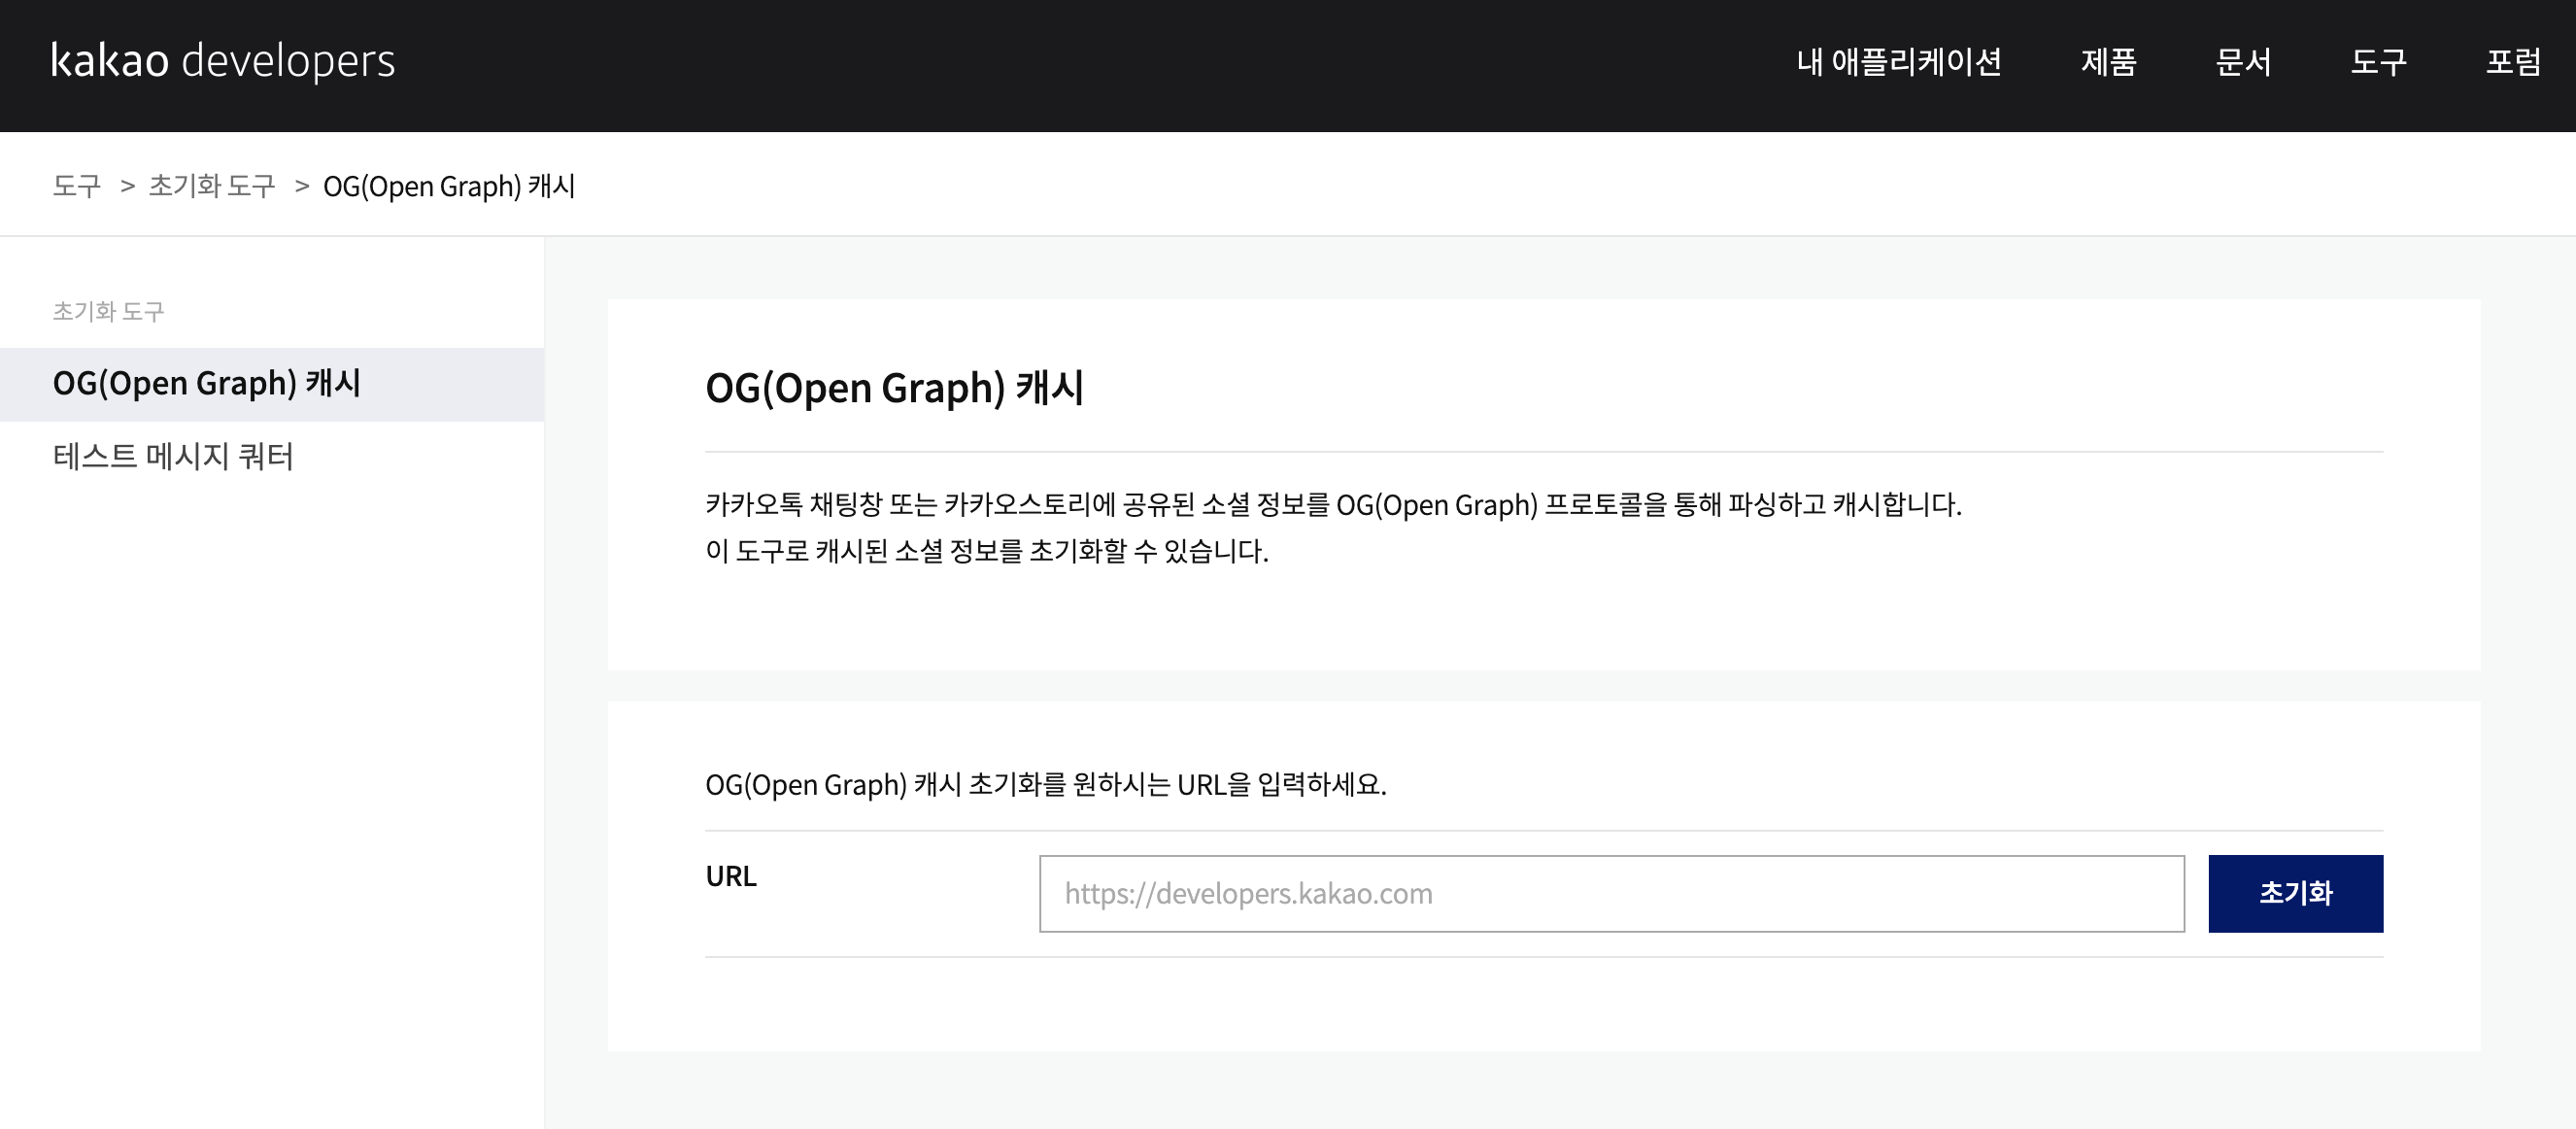 kakao developers
내 애플리케이션 제품 문서 도구 포럼
도구 > 초기화 도구 > OG(Open Graph) 캐시
초기화 도구
OG(Open Graph) 캐시
테스트 메시지 쿼터
OG(Open Graph) 캐시
카카오톡 채팅창 또는 카카오스토리에 공유된 소셜 정보를 OG(Open Graph) 프로토콜을 통해 파싱하고 캐시합니다.
이 도구로 캐시된 소셜 정보를 초기화할 수 있습니다.
OG(Open Graph) 캐시 초기화를 원하시는 URL을 입력하세요.
URL https://developers.kakao.com 초기화